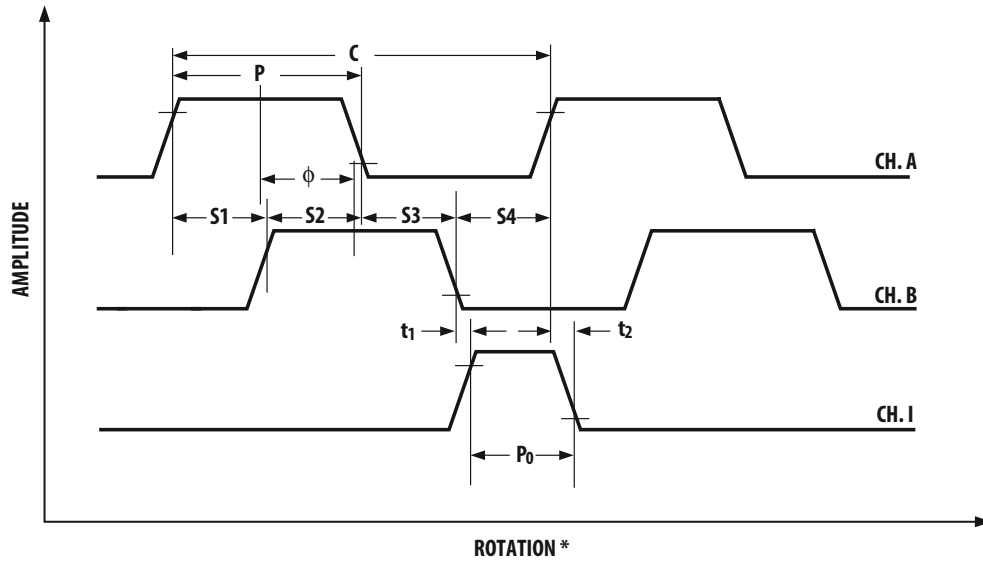 C
P
CH. A
ϕ
S1 S2 S3 S4
AMPLITUDE
CH. B
t1 t2
CH. I
P0
ROTATION *